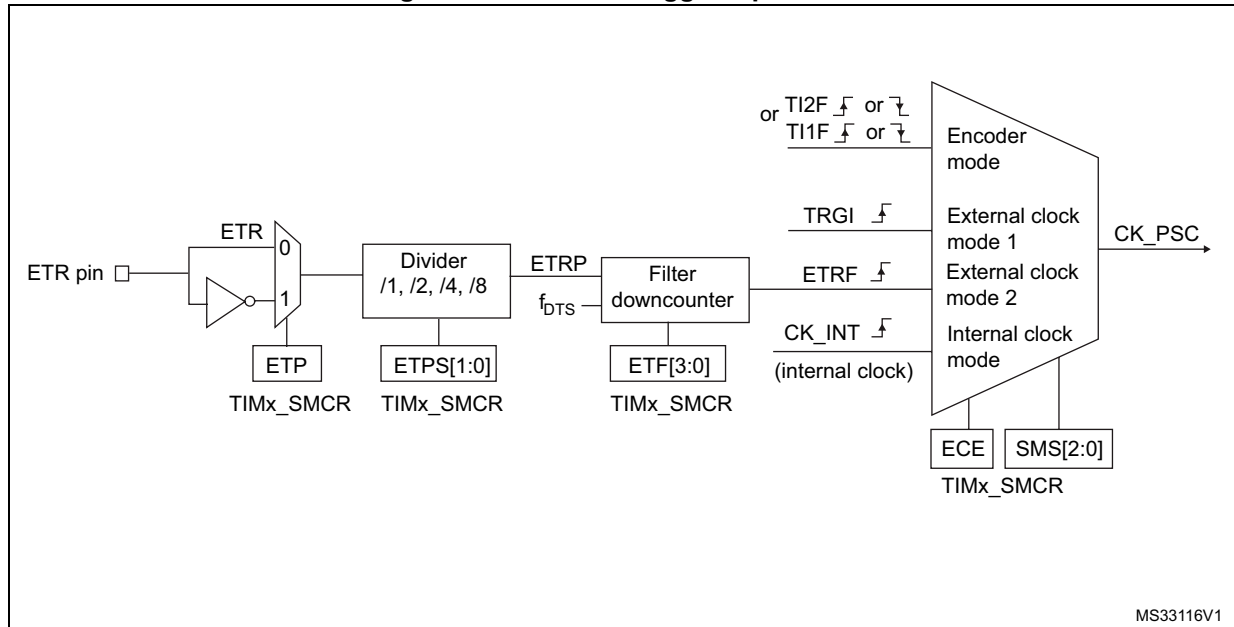 or TI2F or
TI1F or
Encoder
mode
TRGI
External clock
mode 1
CK_PSC
ETR
0
ETR pin
1
Divider
/1, /2, /4, /8
ETRP
fDTS
Filter
downcounter
ETRF
External clock
mode 2
CK_INT
(internal clock)
Internal clock
mode
ETP
TIMx_SMCR
ETPS[1:0]
TIMx_SMCR
ETF[3:0]
TIMx_SMCR
ECE
SMS[2:0]
TIMx_SMCR
MS33116V1